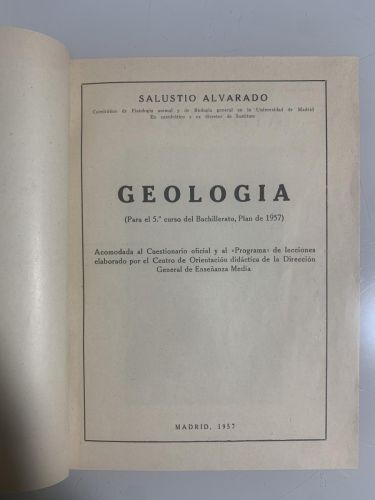 SALUSTIO ALVARADO
Catedrático de Fisiología animal y de Biología general en la Universidad de Madrid
Ex catedrático y ex director de Instituto
GEOLOGIA
(Para el 5.º curso del Bachillerato, Plan de 1957)
Acomodada al Cuestionario oficial y al «Programa» de lecciones
elaborado por el Centro de Orientación didáctica de la Dirección
General de Enseñanza Media
MADRID, 1957